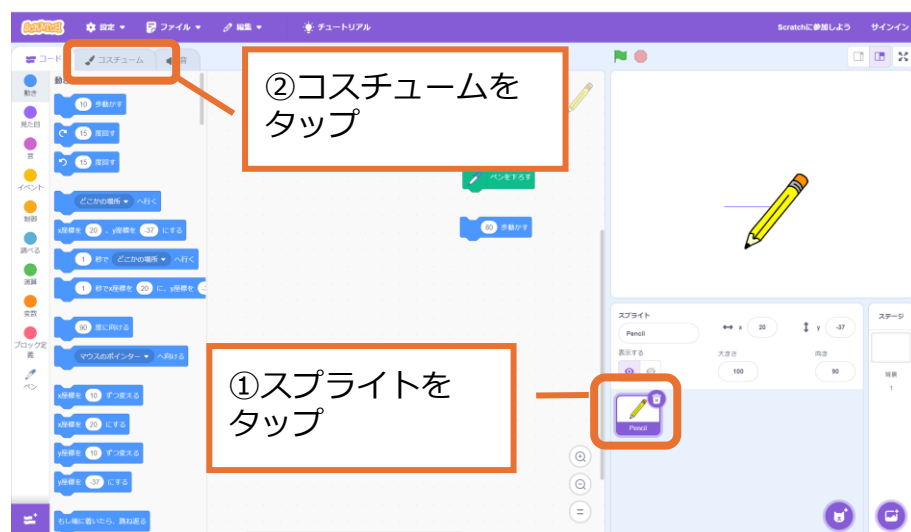 SCRATCH
設定
ファイル
編集
チュートリアル
Scratchに参加しよう
サインイン
コード
コスチューム
音
②コスチュームを
タップ
動き
見た目
音
イベント
制御
調べる
演算
変数
ブロック定
義
ペン
動き
10 歩動かす
15 度回す
15 度回す
どこかの場所 へ行く
x座標を 20 、y座標を -37 にする
1 秒で どこかの場所 へ行く
1 秒でx座標を 20 に、y座標を
90 度に向ける
マウスのポインター へ向ける
x座標を 10 ずつ変える
x座標を 20 にする
y座標を 10 ずつ変える
y座標を -37 にする
もし端に着いたら、跳ね返る
ペンを下ろす
80 歩動かす
①スプライトを
タップ
スプライト
Pencil
x 20
y -37
表示する
大きさ
100
向き
90
Pencil
ステージ
背景
1